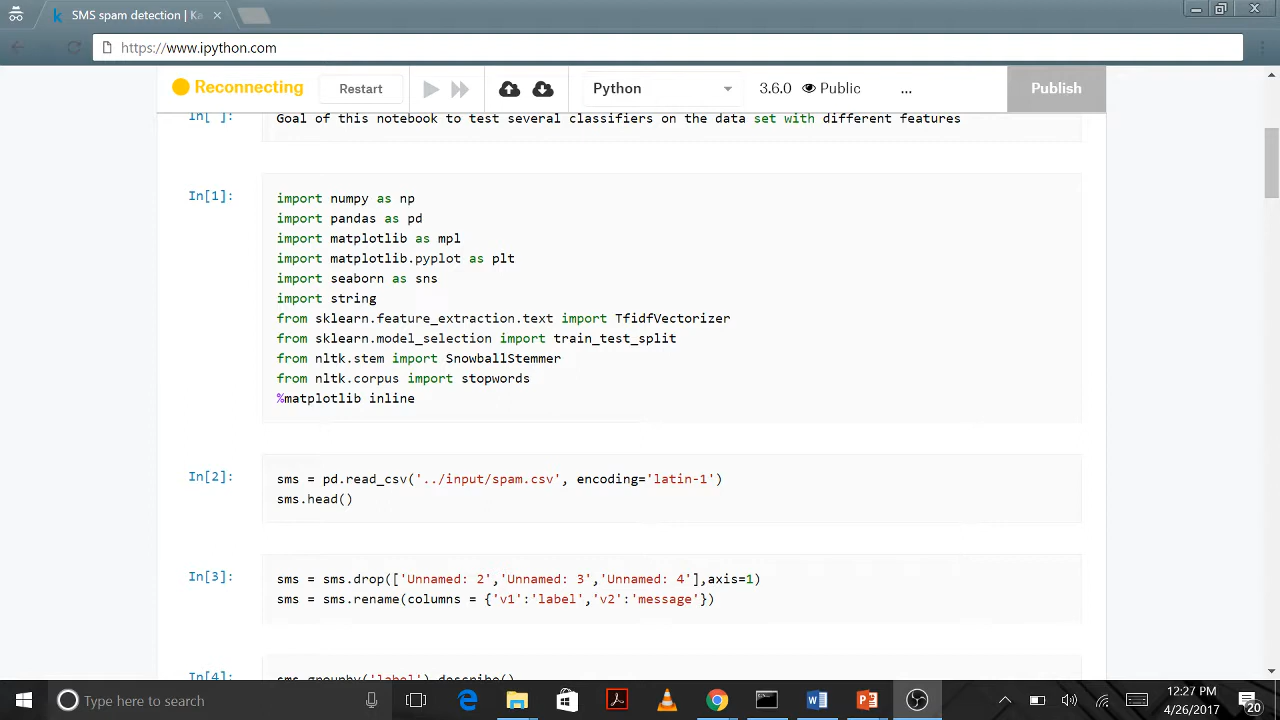 SMS spam detection | Ka
https://www.ipython.com
Reconnecting Restart Python 3.6.0 Public ... Publish
In[ ]: Goal of this notebook to test several classifiers on the data set with different features
In[1]:
import numpy as np
import pandas as pd
import matplotlib as mpl
import matplotlib.pyplot as plt
import seaborn as sns
import string
from sklearn.feature_extraction.text import TfidfVectorizer
from sklearn.model_selection import train_test_split
from nltk.stem import SnowballStemmer
from nltk.corpus import stopwords
%matplotlib inline
In[2]:
sms = pd.read_csv('../input/spam.csv', encoding='latin-1')
sms.head()
In[3]:
sms = sms.drop(['Unnamed: 2','Unnamed: 3','Unnamed: 4'],axis=1)
sms = sms.rename(columns = {'v1':'label','v2':'message'})
In[4]:
sms.groupby('label').describe()
Type here to search
12:27 PM
4/26/2017
20